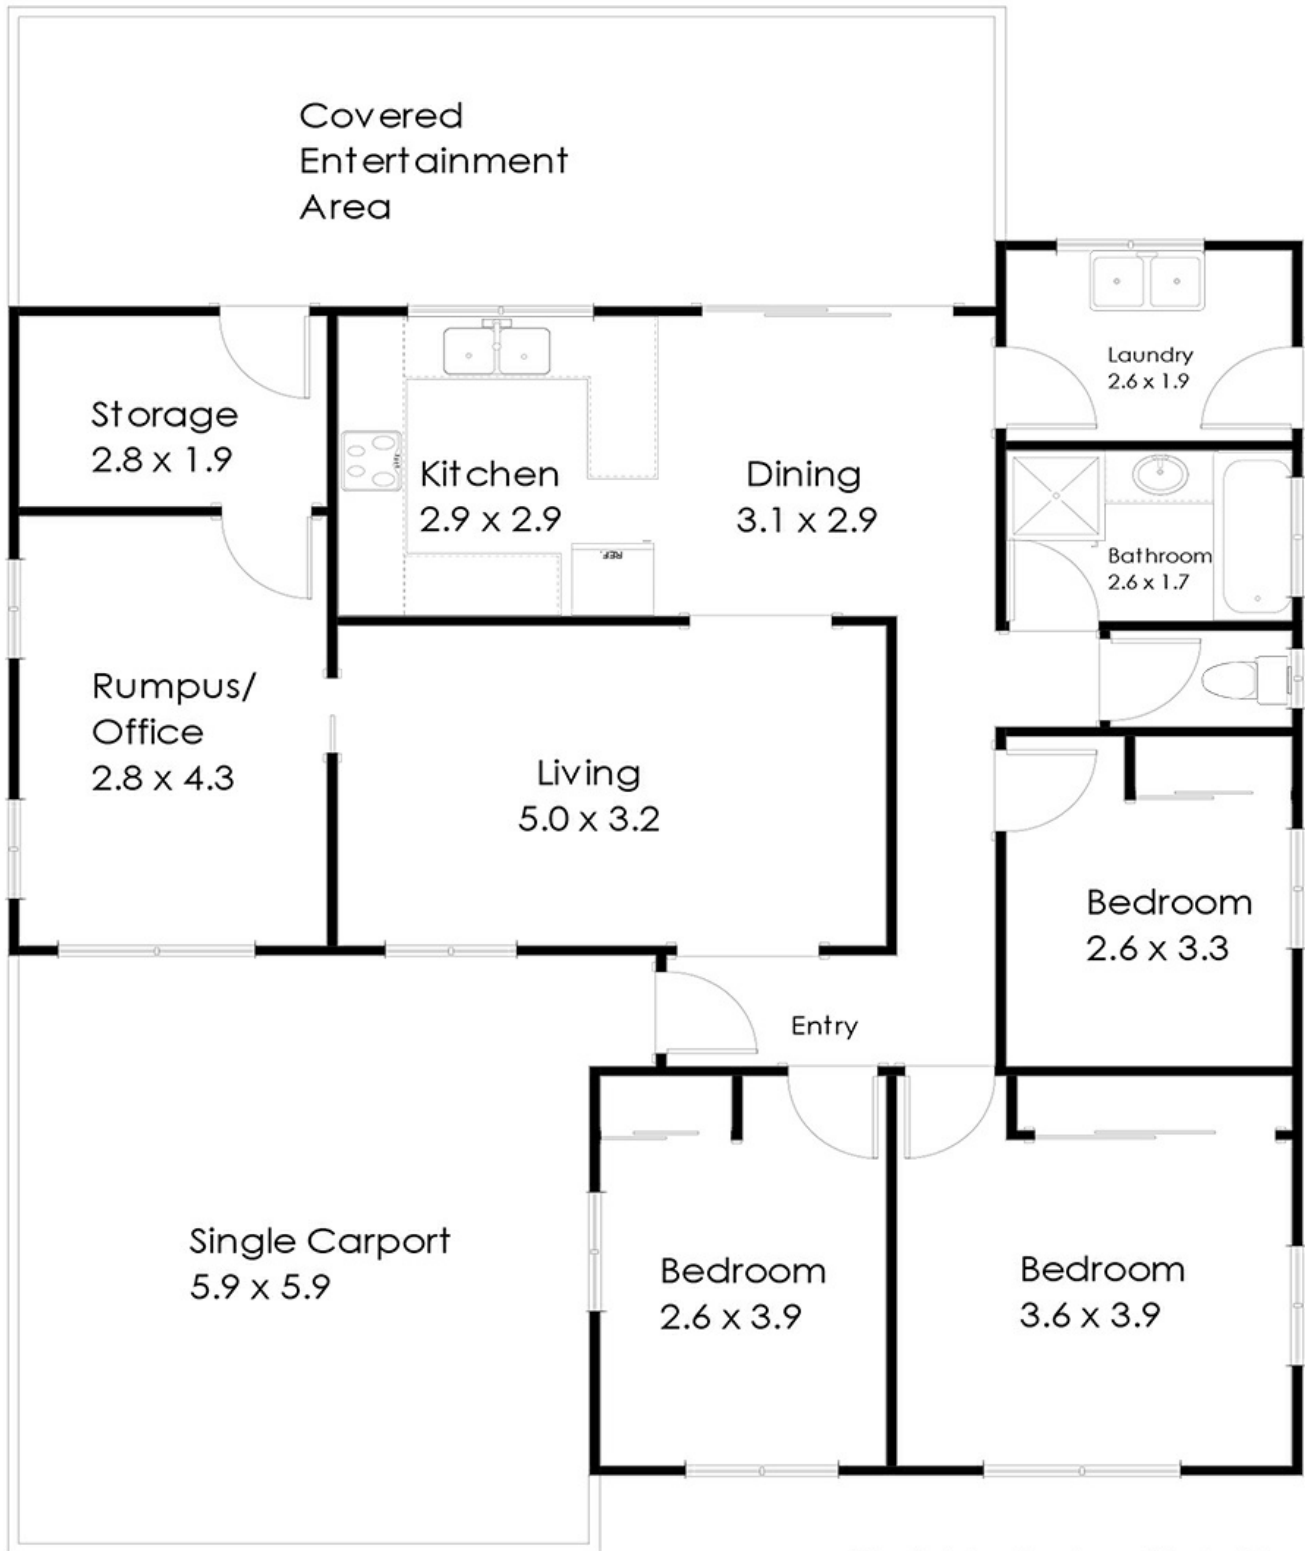 Covered
Entertainment
Area
Laundry
2.6 x 1.9
Storage
2.8 x 1.9
Kitchen
2.9 x 2.9
Dining
3.1 x 2.9
REF.
Bathroom
2.6 x 1.7
Rumpus/
Office
2.8 x 4.3
Living
5.0 x 3.2
Bedroom
2.6 x 3.3
Entry
Single Carport
5.9 x 5.9
Bedroom
2.6 x 3.9
Bedroom
3.6 x 3.9